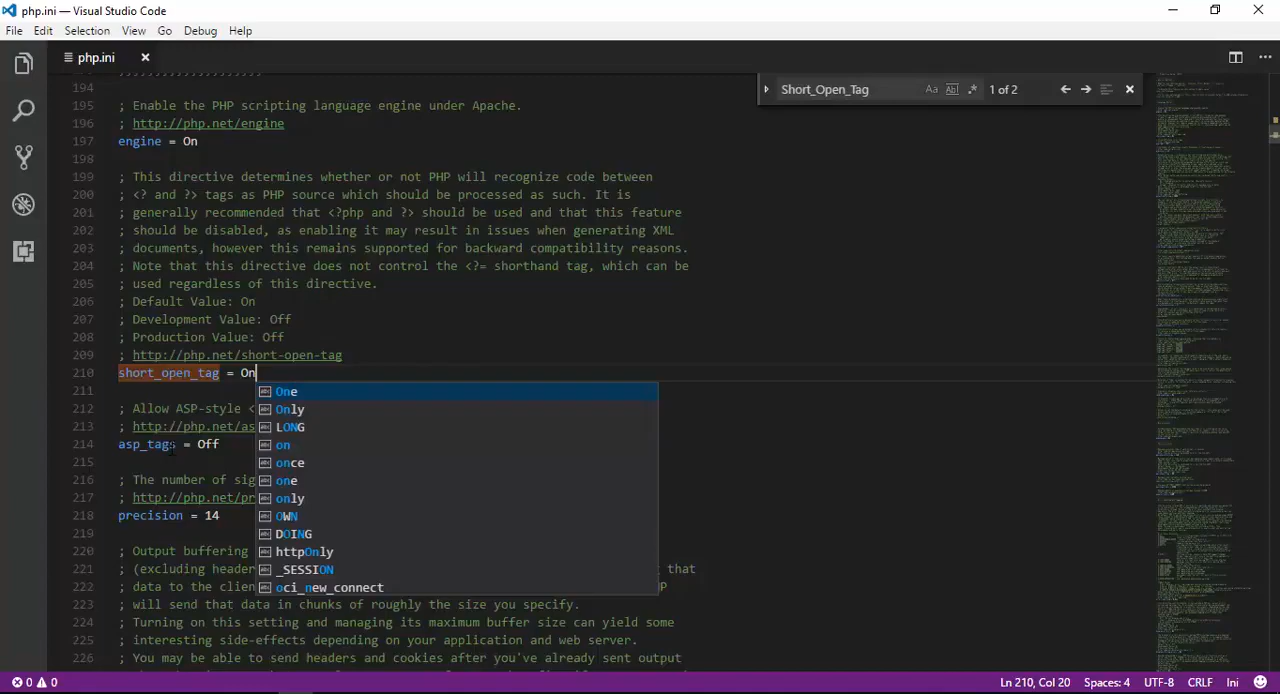 php.ini — Visual Studio Code
File Edit Selection View Go Debug Help
php.ini
Short_Open_Tag Aa Ab| .* 1 of 2
194
195 ; Enable the PHP scripting language engine under Apache.
196 ; http://php.net/engine
197 engine = On
198
199 ; This directive determines whether or not PHP will recognize code between
200 ; <? and ?> tags as PHP source which should be processed as such. It is
201 ; generally recommended that <?php and ?> should be used and that this feature
202 ; should be disabled, as enabling it may result in issues when generating XML
203 ; documents, however this remains supported for backward compatibility reasons.
204 ; Note that this directive does not control the <?= shorthand tag, which can be
205 ; used regardless of this directive.
206 ; Default Value: On
207 ; Development Value: Off
208 ; Production Value: Off
209 ; http://php.net/short-open-tag
210 short_open_tag = On
One
211
212 ; Allow ASP-style <
Only
213 ; http://php.net/as
LONG
214 asp_tags = Off
on
215
once
216 ; The number of sig
one
217 ; http://php.net/pr
only
218 precision = 14
OWN
219
DOING
220 ; Output buffering
httpOnly
221 ; (excluding header
_SESSION
that
222 ; data to the clien
oci_new_connect
P
223 ; will send that data in chunks of roughly the size you specify.
224 ; Turning on this setting and managing its maximum buffer size can yield some
225 ; interesting side-effects depending on your application and web server.
226 ; You may be able to send headers and cookies after you've already sent output
0 0 Ln 210, Col 20 Spaces: 4 UTF-8 CRLF Ini